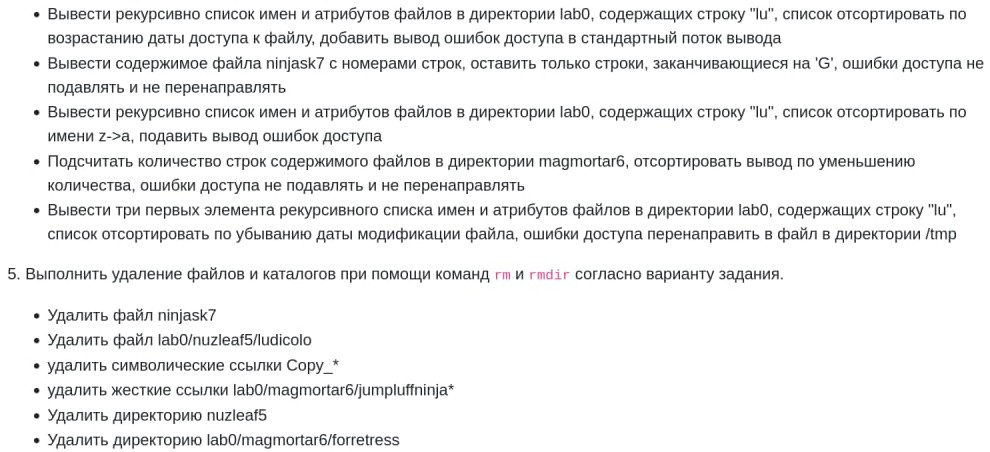 • Вывести рекурсивно список имен и атрибутов файлов в директории lab0, содержащих строку "lu", список отсортировать по
возрастанию даты доступа к файлу, добавить вывод ошибок доступа в стандартный поток вывода
• Вывести содержимое файла ninjask7 с номерами строк, оставить только строки, заканчивающиеся на 'G', ошибки доступа не
подавлять и не перенаправлять
• Вывести рекурсивно список имен и атрибутов файлов в директории lab0, содержащих строку "lu", список отсортировать по
имени z->a, подавить вывод ошибок доступа
• Подсчитать количество строк содержимого файлов в директории magmortar6, отсортировать вывод по уменьшению
количества, ошибки доступа не подавлять и не перенаправлять
• Вывести три первых элемента рекурсивного списка имен и атрибутов файлов в директории lab0, содержащих строку "lu",
список отсортировать по убыванию даты модификации файла, ошибки доступа перенаправить в файл в директории /tmp
5. Выполнить удаление файлов и каталогов при помощи команд rm и rmdir согласно варианту задания.
• Удалить файл ninjask7
• Удалить файл lab0/nuzleaf5/ludicolo
• удалить символические ссылки Copy_*
• удалить жесткие ссылки lab0/magmortar6/jumpluffninja*
• Удалить директорию nuzleaf5
• Удалить директорию lab0/magmortar6/forretress